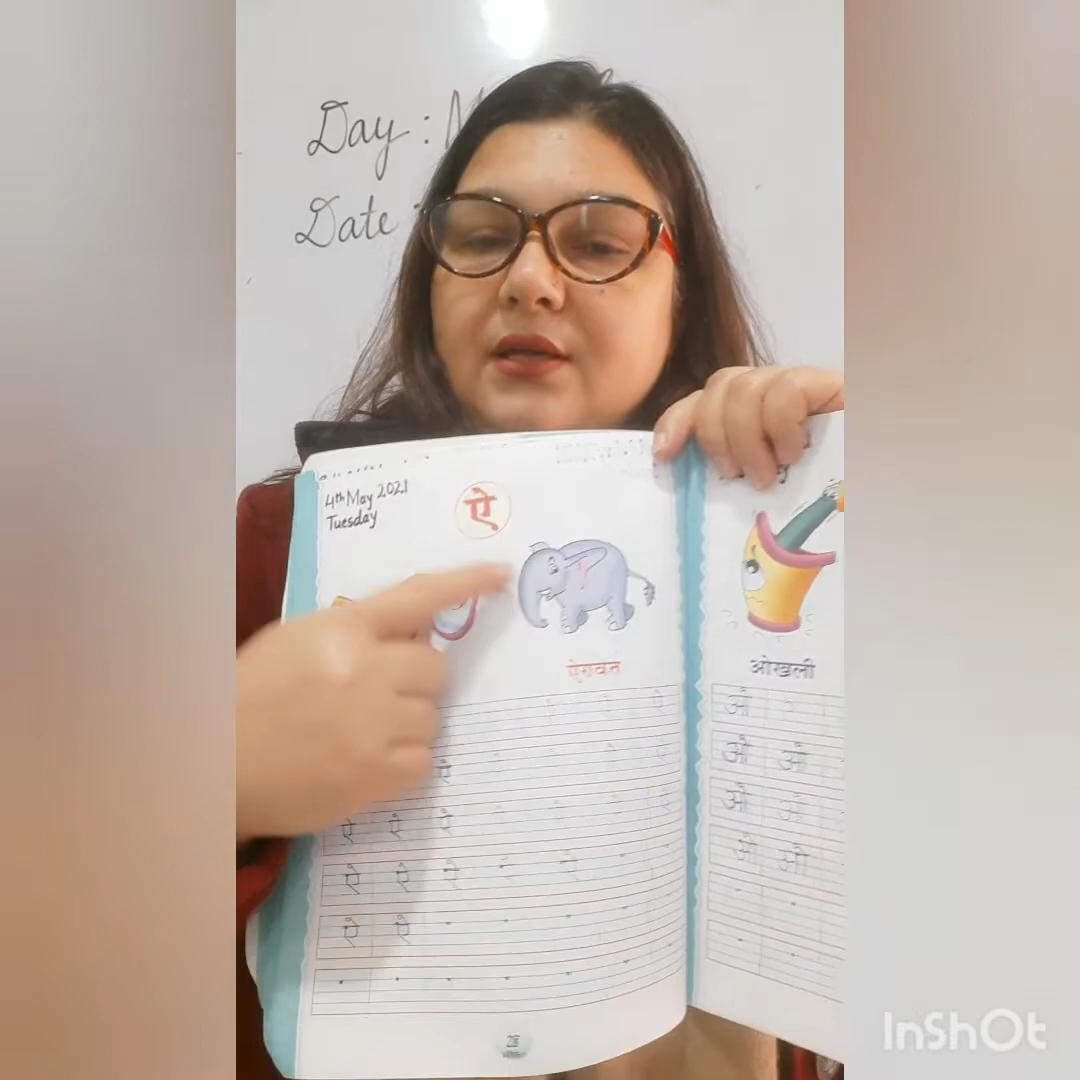 Day : M
Date :
4th May 2021
Tuesday
ऐ
ऐरावत
ओखली
ऐ
ऐ ऐ ऐ
ऐ ऐ ऐ ऐ ऐ
ऐ ऐ
औ
औ औ
औ औ
औ औ
InShOt